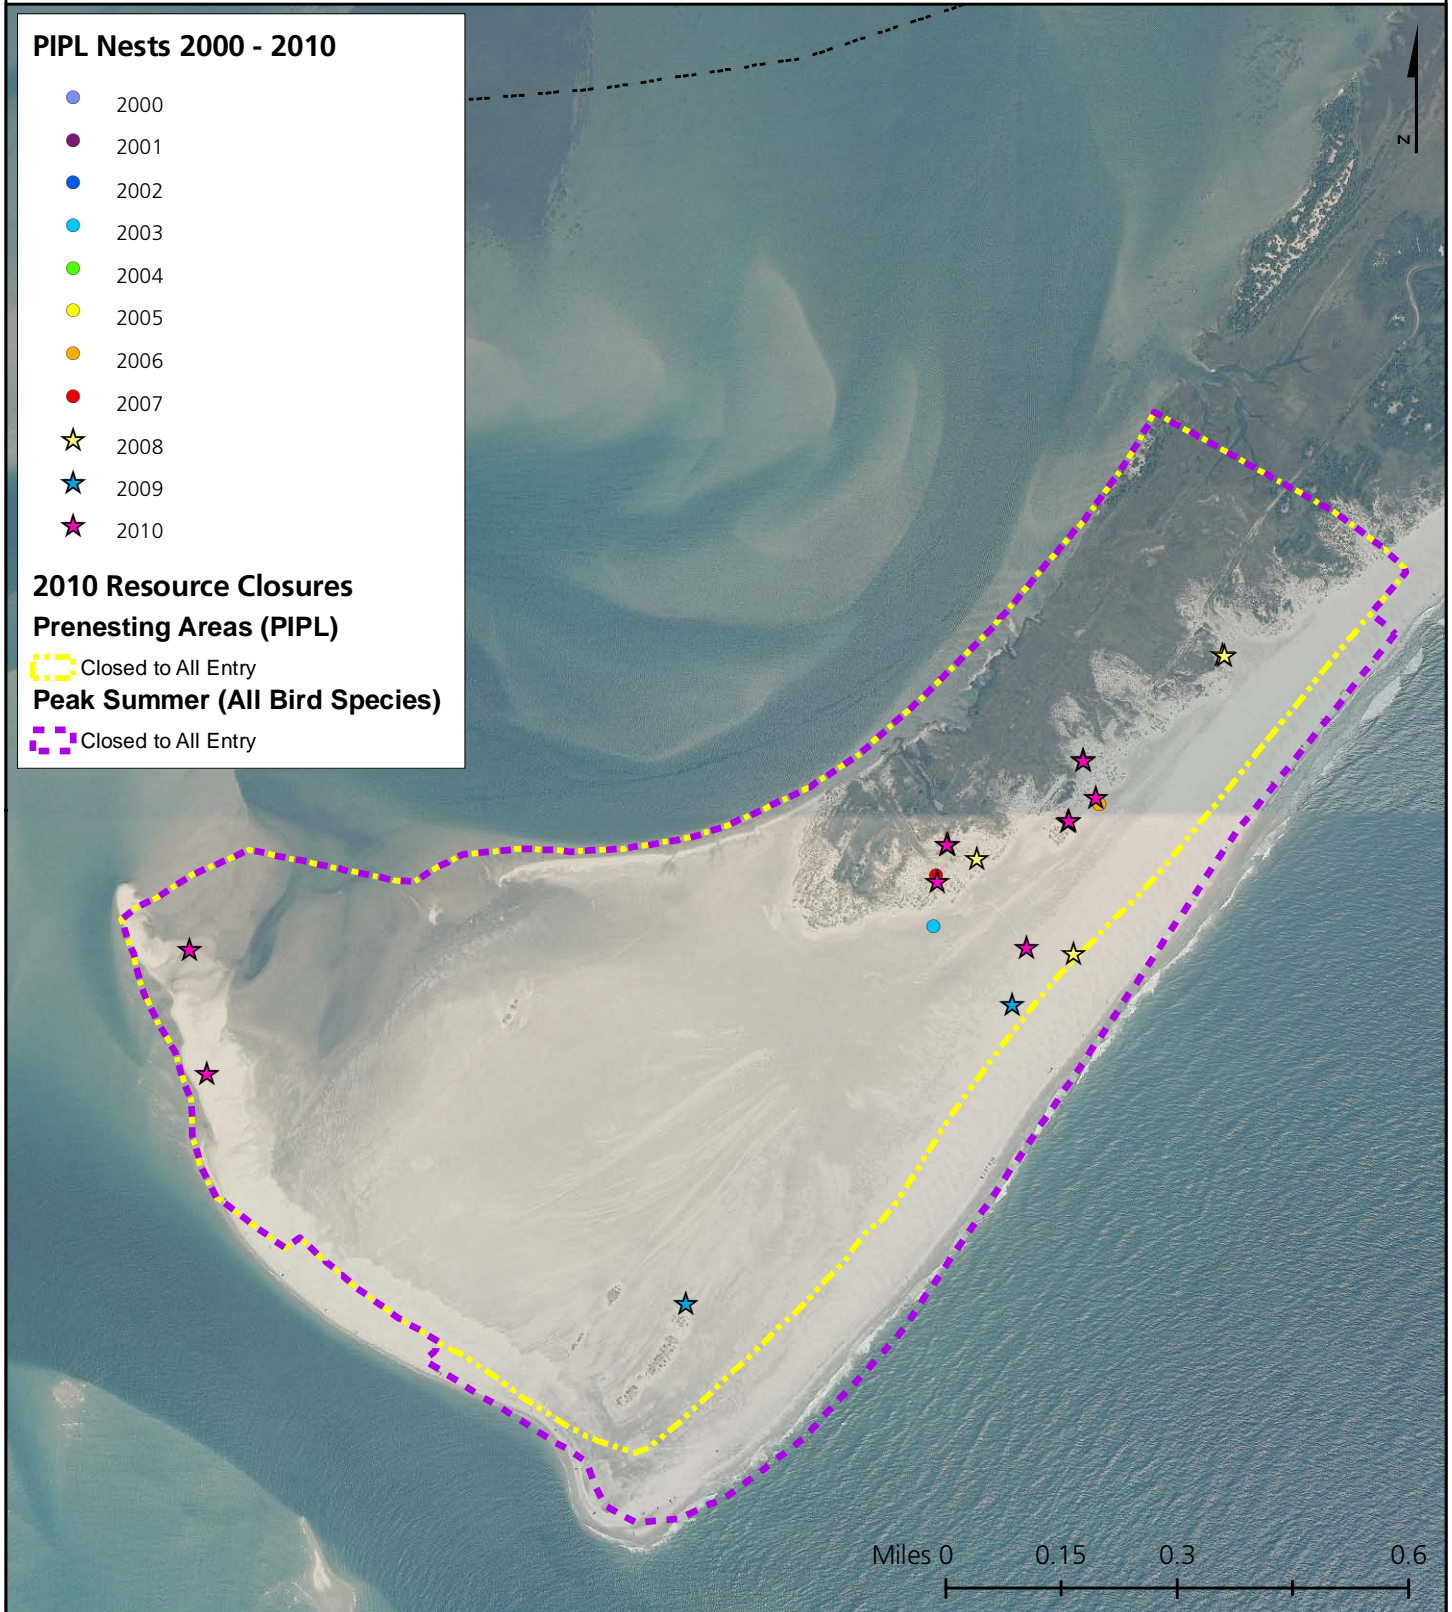 PIPL Nests 2000 - 2010
2000
2001
2002
2003
2004
2005
2006
2007
2008
2009
2010
2010 Resource Closures
Prenesting Areas (PIPL)
Closed to All Entry
Peak Summer (All Bird Species)
Closed to All Entry
N
Miles 0 0.15 0.3 0.6